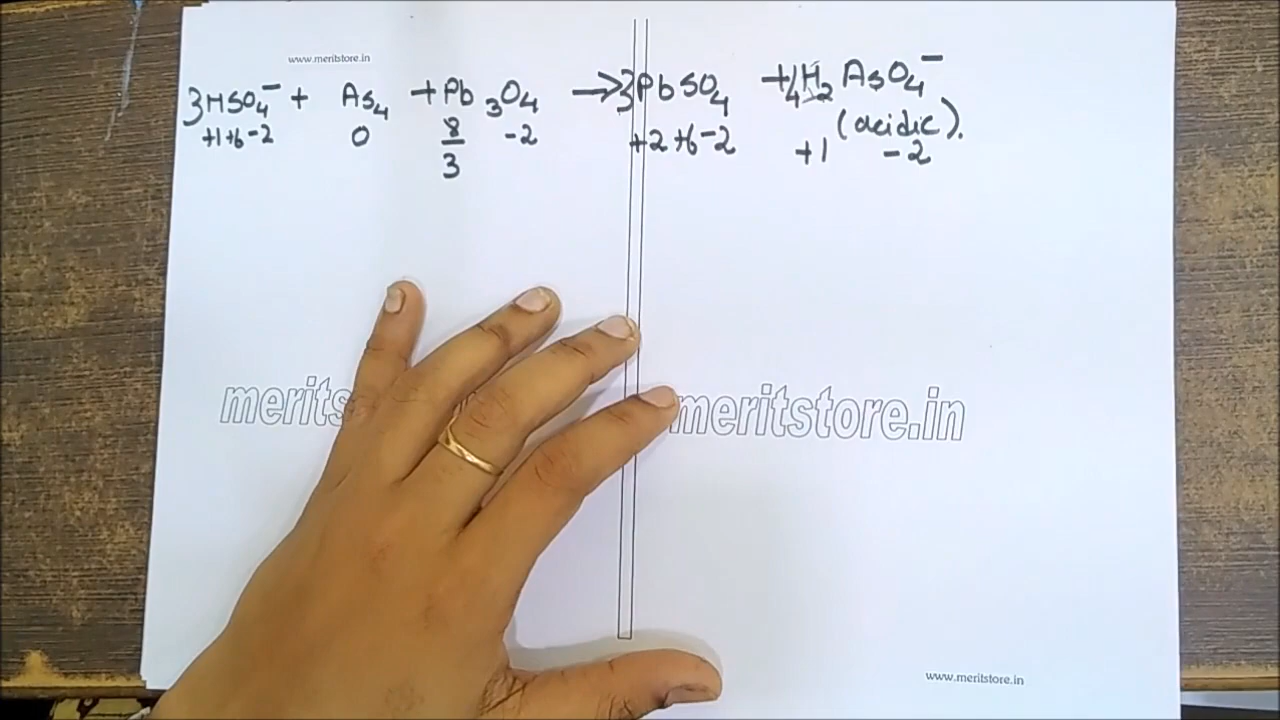 www.meritstore.in
3HSO₄⁻ + As₄ + Pb₃O₄ → 3PbSO₄ + 4H₂AsO₄⁻
(acidic).
+1+6-2 0 8/3 -2 +2+6-2 +1 -2
merits meritstore.in
www.meritstore.in